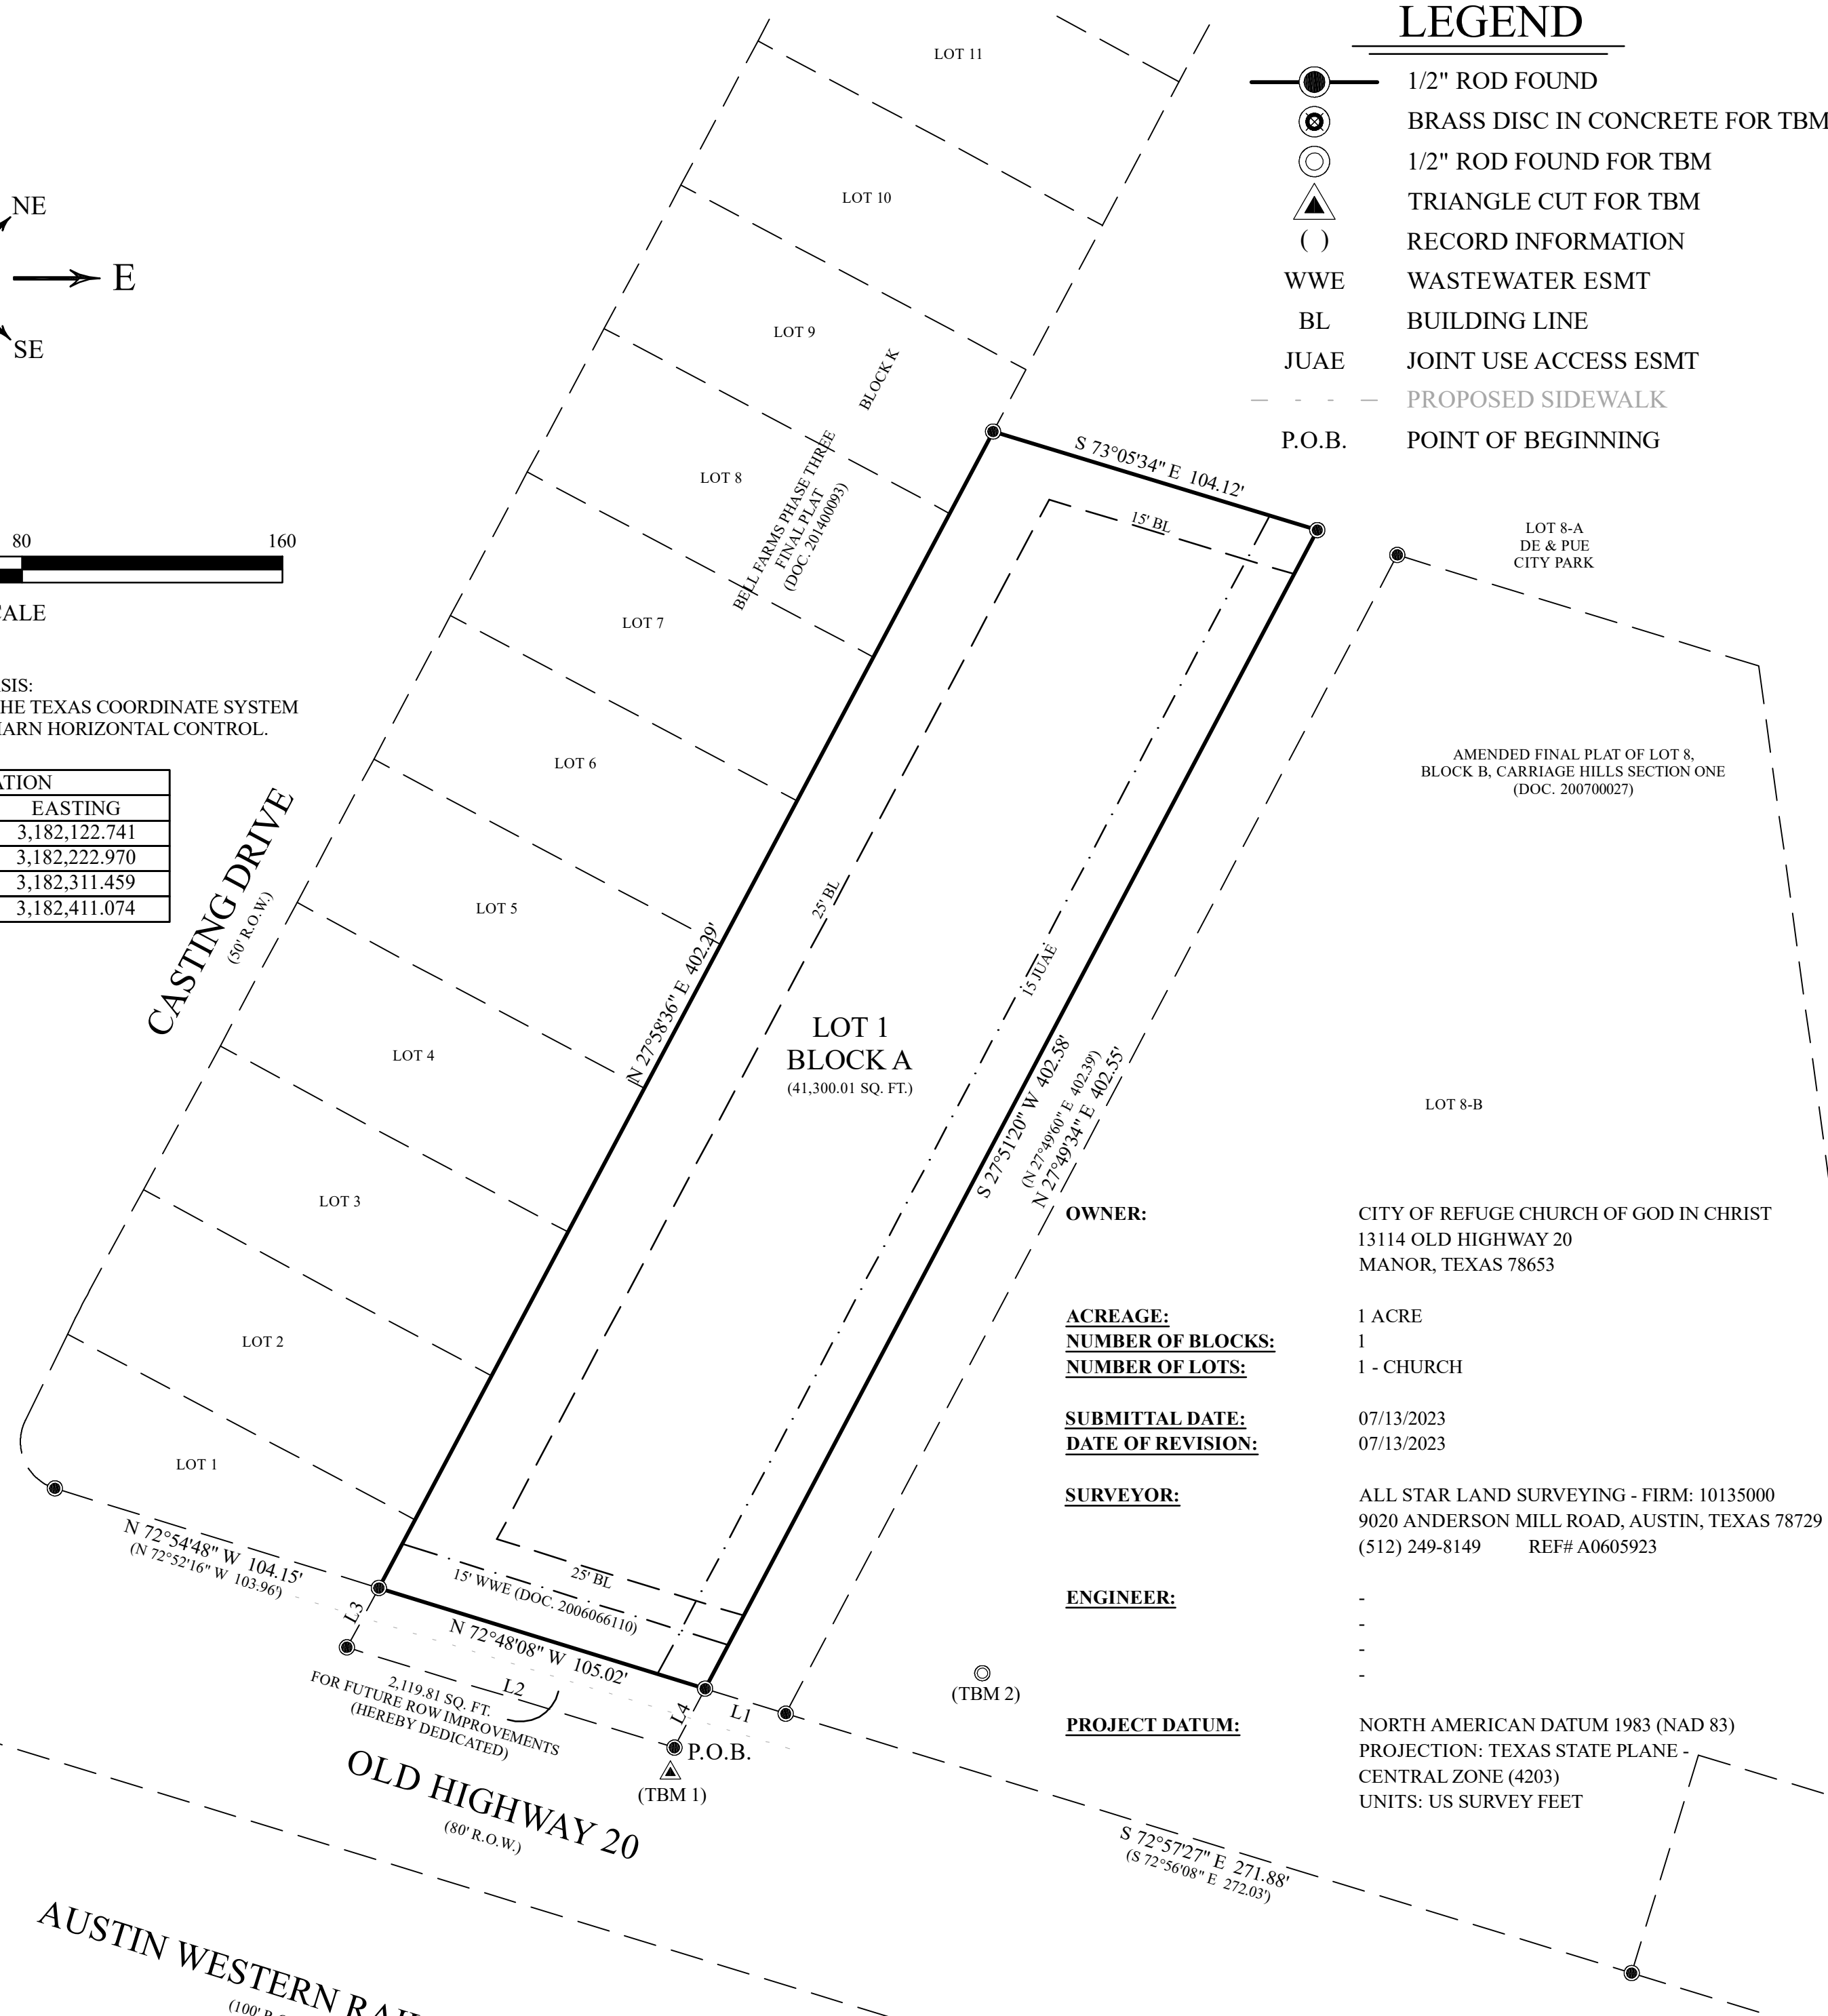 LEGEND
1/2" ROD FOUND
BRASS DISC IN CONCRETE FOR TBM
1/2" ROD FOUND FOR TBM
TRIANGLE CUT FOR TBM
( ) RECORD INFORMATION
WWE WASTEWATER ESMT
BL BUILDING LINE
JUAE JOINT USE ACCESS ESMT
PROPOSED SIDEWALK
P.O.B. POINT OF BEGINNING
NE
E
SE
80 160
CALE
SIS:
HE TEXAS COORDINATE SYSTEM
HARN HORIZONTAL CONTROL.
ATION
EASTING
3,182,122.741
3,182,222.970
3,182,311.459
3,182,411.074
LOT 11
LOT 10
LOT 9
BLOCK K
LOT 8
BELL FARMS PHASE THREE
FINAL PLAT
(DOC. 201400093)
LOT 7
LOT 6
LOT 5
LOT 4
LOT 3
LOT 2
LOT 1
CASTING DRIVE
(50' R.O.W.)
S 73°05'34" E 104.12'
15' BL
25' BL
15 JUAE
N 27°58'36" E 402.29'
LOT 1
BLOCK A
(41,300.01 SQ. FT.)
S 27°51'20" W 402.58'
(N 27°49'60" E 402.39')
N 27°49'34" E 402.55'
LOT 8-A
DE & PUE
CITY PARK
AMENDED FINAL PLAT OF LOT 8,
BLOCK B, CARRIAGE HILLS SECTION ONE
(DOC. 200700027)
LOT 8-B
OWNER: CITY OF REFUGE CHURCH OF GOD IN CHRIST
13114 OLD HIGHWAY 20
MANOR, TEXAS 78653
ACREAGE: 1 ACRE
NUMBER OF BLOCKS: 1
NUMBER OF LOTS: 1 - CHURCH
SUBMITTAL DATE: 07/13/2023
DATE OF REVISION: 07/13/2023
SURVEYOR: ALL STAR LAND SURVEYING - FIRM: 10135000
9020 ANDERSON MILL ROAD, AUSTIN, TEXAS 78729
(512) 249-8149 REF# A0605923
ENGINEER: -
-
-
-
PROJECT DATUM: NORTH AMERICAN DATUM 1983 (NAD 83)
PROJECTION: TEXAS STATE PLANE -
CENTRAL ZONE (4203)
UNITS: US SURVEY FEET
N 72°54'48" W 104.15'
(N 72°52'16" W 103.96')
25' BL
15' WWE (DOC. 2006066110)
N 72°48'08" W 105.02'
L3
L2
L4
L1
2,119.81 SQ. FT.
FOR FUTURE ROW IMPROVEMENTS
(HEREBY DEDICATED)
P.O.B.
(TBM 1)
(TBM 2)
OLD HIGHWAY 20
(80' R.O.W.)
S 72°57'27" E 271.88'
(S 72°56'08" E 272.03')
AUSTIN WESTERN RAI
(100' R.O